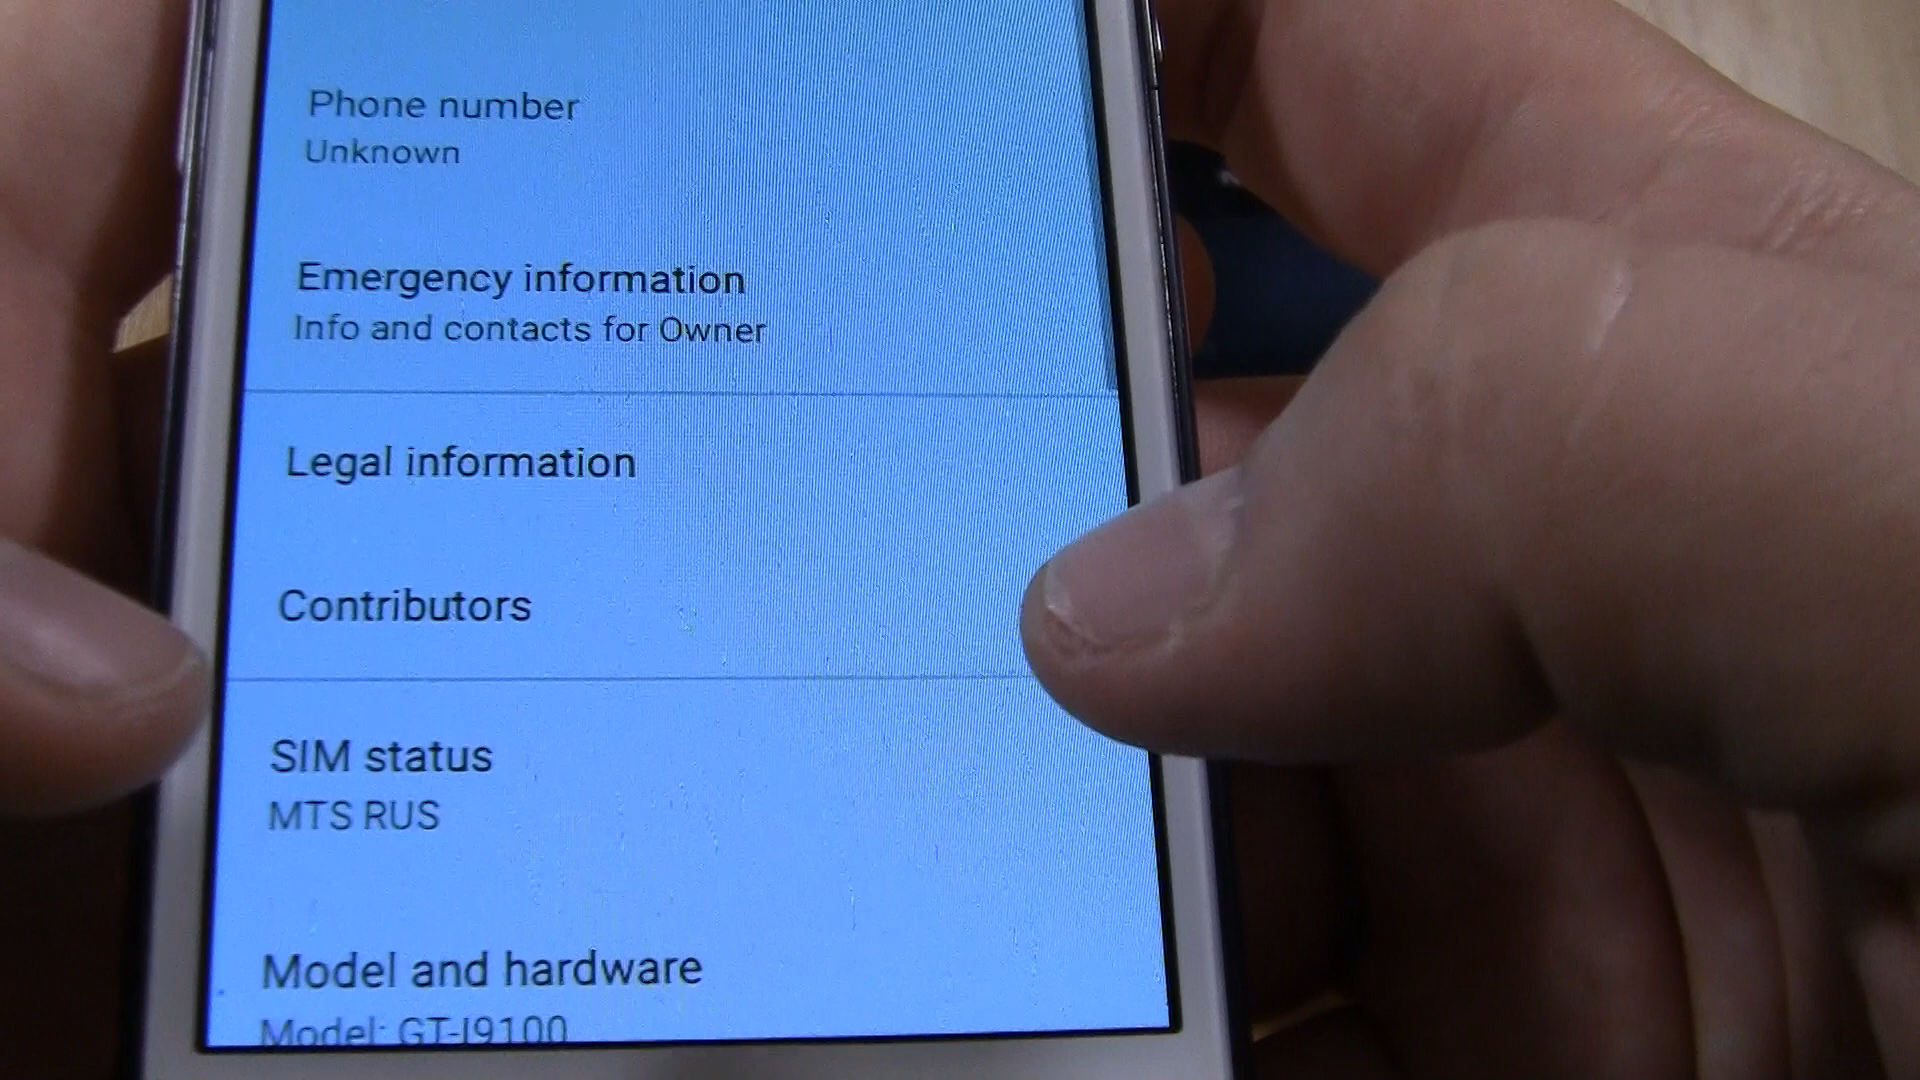 Phone number
Unknown
Emergency information
Info and contacts for Owner
Legal information
Contributors
SIM status
MTS RUS
Model and hardware
Model: GT-I9100